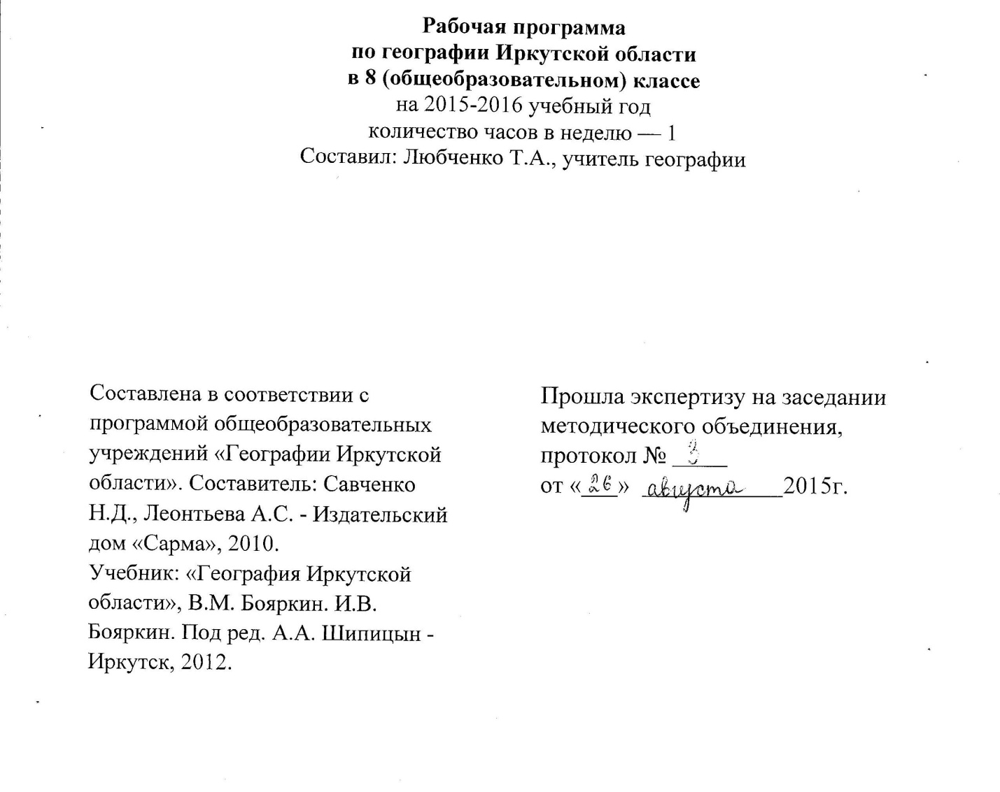 Рабочая программа
по географии Иркутской области
в 8 (общеобразовательном) классе
на 2015-2016 учебный год
количество часов в неделю — 1
Составил: Любченко Т.А., учитель географии
Составлена в соответствии с
программой общеобразовательных
учреждений «Географии Иркутской
области». Составитель: Савченко
Н.Д., Леонтьева А.С. - Издательский
дом «Сарма», 2010.
Учебник: «География Иркутской
области», В.М. Бояркин. И.В.
Бояркин. Под ред. А.А. Шипицын -
Иркутск, 2012.
Прошла экспертизу на заседании
методического объединения,
протокол №
от «26» августа 2015г.